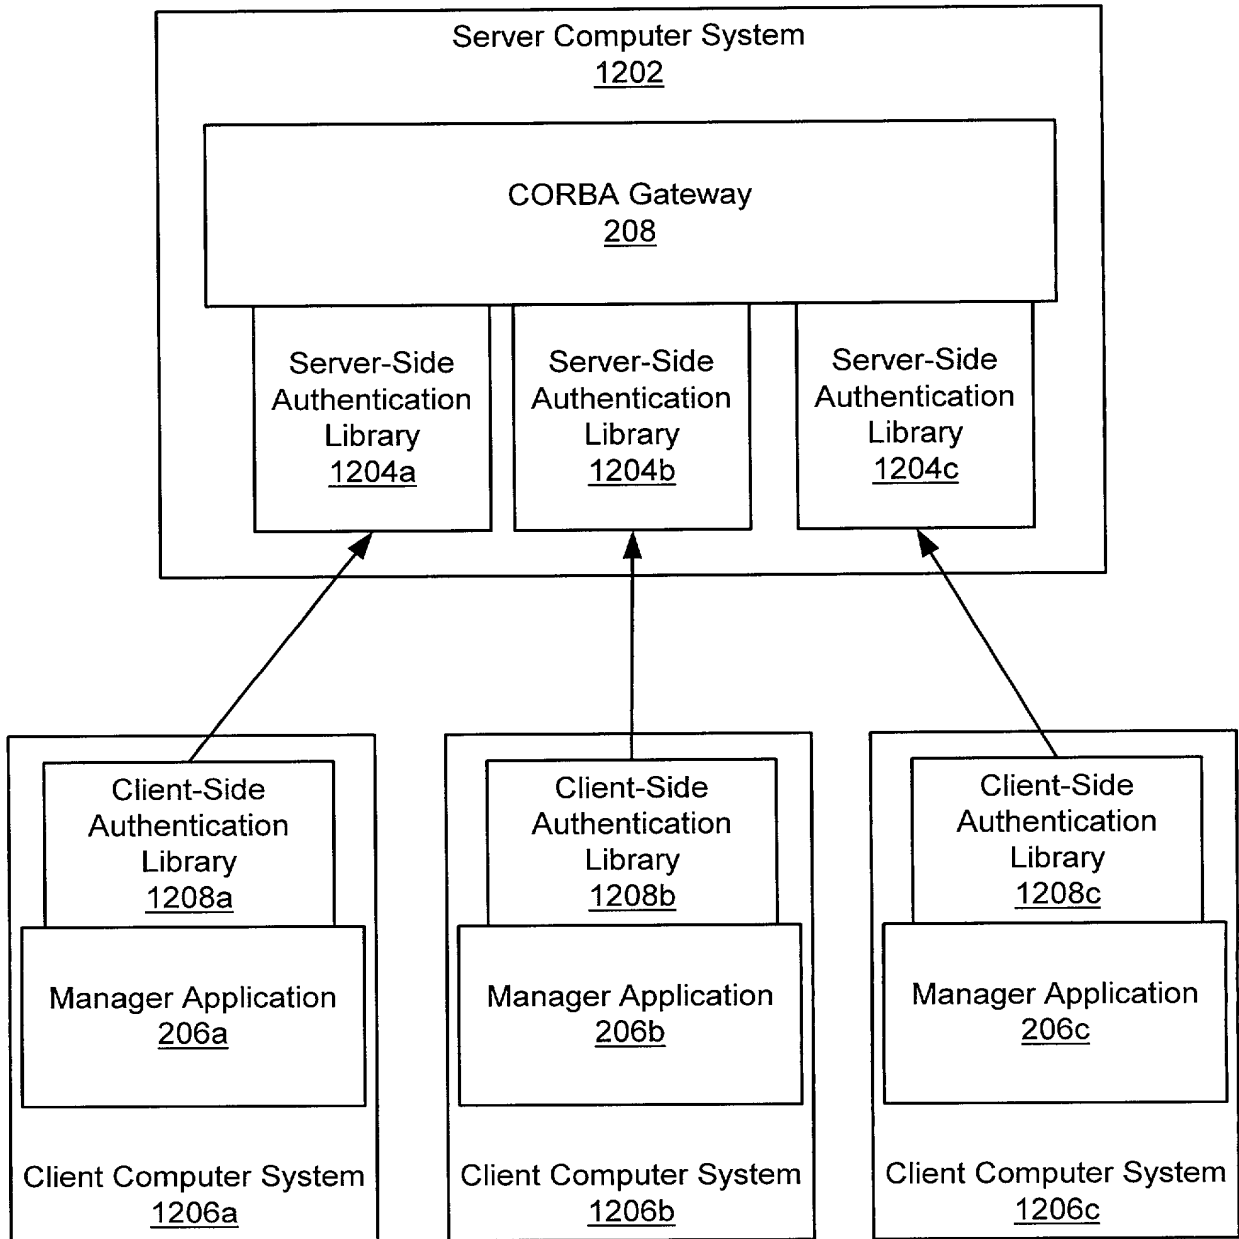 Server Computer System
1202
CORBA Gateway
208
Server-Side
Authentication
Library
1204a
Server-Side
Authentication
Library
1204b
Server-Side
Authentication
Library
1204c
Client-Side
Authentication
Library
1208a
Manager Application
206a
Client Computer System
1206a
Client-Side
Authentication
Library
1208b
Manager Application
206b
Client Computer System
1206b
Client-Side
Authentication
Library
1208c
Manager Application
206c
Client Computer System
1206c